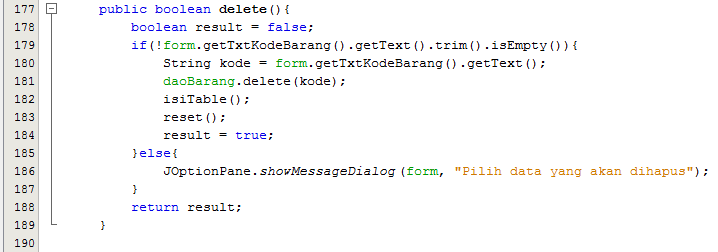 177 public boolean delete(){
178 boolean result = false;
179 if(!form.getTxtKodeBarang().getText().trim().isEmpty()){
180 String kode = form.getTxtKodeBarang().getText();
181 daoBarang.delete(kode);
182 isiTable();
183 reset();
184 result = true;
185 }else{
186 JOptionPane.showMessageDialog(form, "Pilih data yang akan dihapus");
187 }
188 return result;
189 }
190